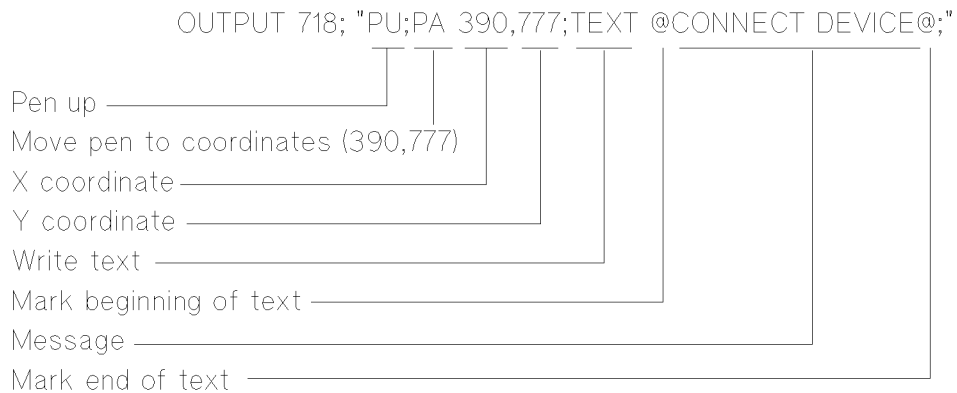 OUTPUT 718; "PU;PA 390,777;TEXT @CONNECT DEVICE@;"
Pen up
Move pen to coordinates (390,777)
X coordinate
Y coordinate
Write text
Mark beginning of text
Message
Mark end of text